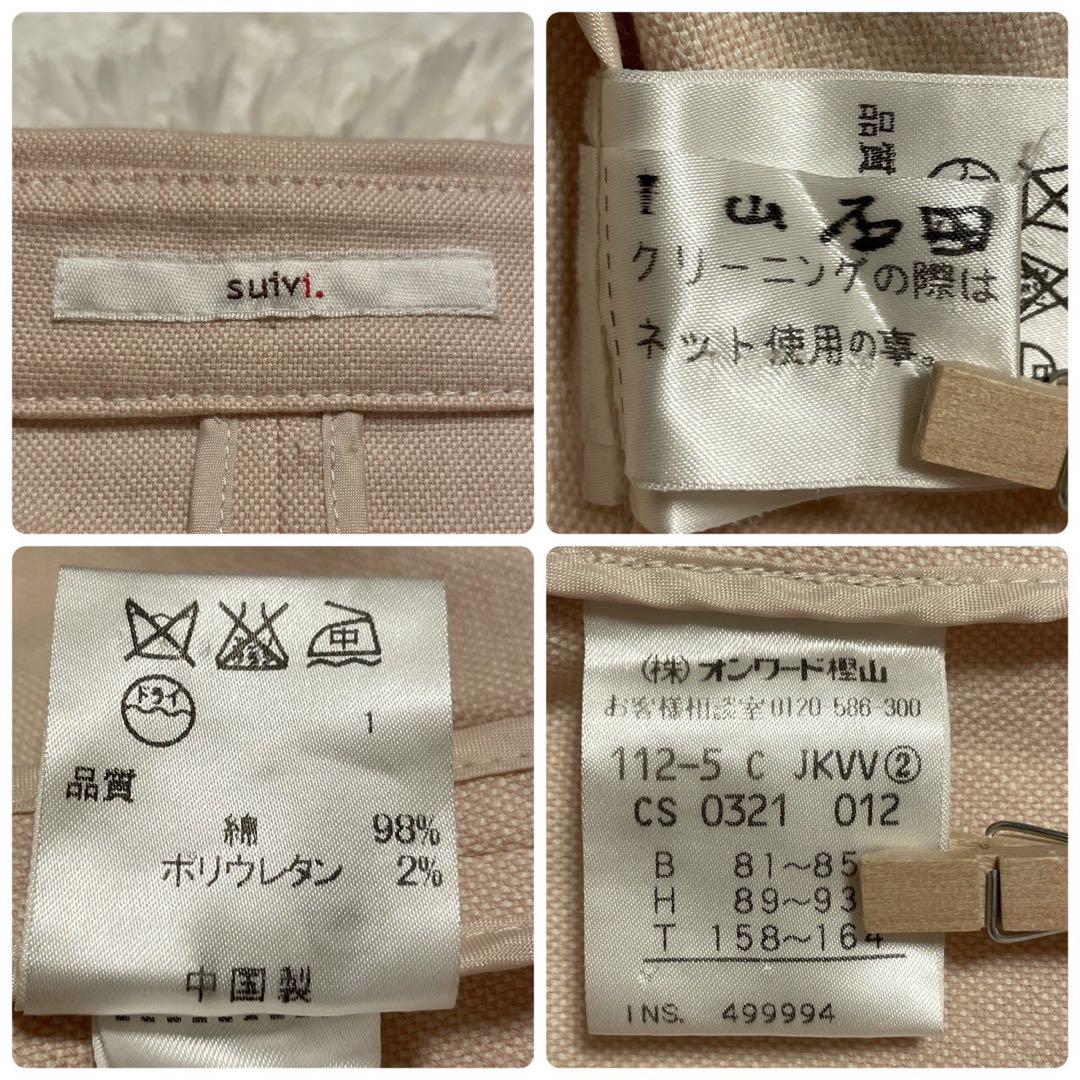 suivi.
品質
山石田
クリーニングの際は
ネット使用の事。
中
ドライ
1
品質
綿 98%
ポリウレタン 2%
中国製
(株)オンワード樫山
お客様相談室0120 586 300
112-5 C JKVV②
CS 0321 012
B 81~85
H 89~93
T 158~164
INS. 499994